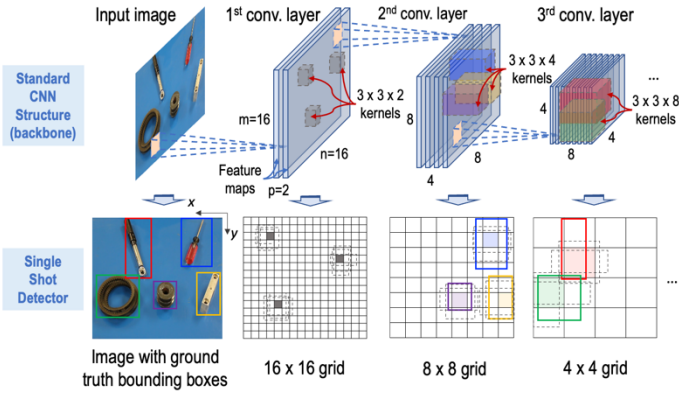 Input image
1st conv. layer
2nd conv. layer
3rd conv. layer
Standard
CNN
Structure
(backbone)
m=16
n=16
Feature
maps
p=2
3 x 3 x 2
kernels
8
8
4
3 x 3 x 4
kernels
4
8
4
3 x 3 x 8
kernels
...
Single
Shot
Detector
x
y
...
Image with ground
truth bounding boxes
16 x 16 grid
8 x 8 grid
4 x 4 grid